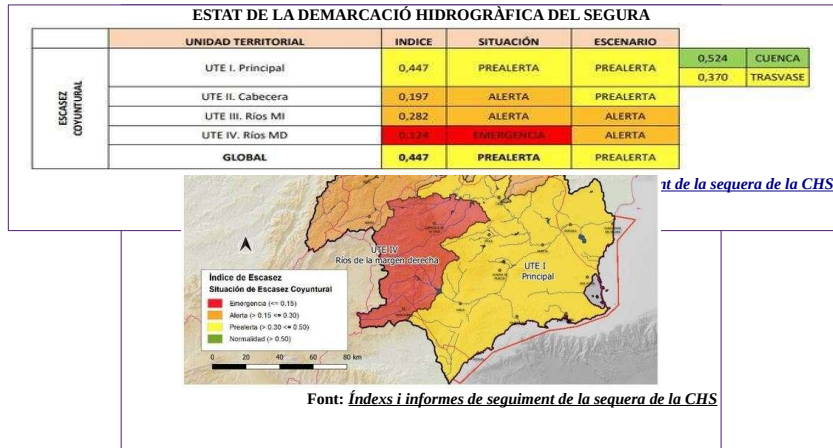 ESTAT DE LA DEMARCACIÓ HIDROGRÀFICA DEL SEGURA
UNIDAD TERRITORIAL INDICE SITUACIÓN ESCENARIO
ESCASEZ COYUNTURAL
UTE I. Principal 0,447 PREALERTA PREALERTA
0,524 CUENCA
0,370 TRASVASE
UTE II. Cabecera 0,197 ALERTA PREALERTA
UTE III. Ríos MI 0,282 ALERTA ALERTA
UTE IV. Ríos MD 0,124 EMERGENCIA ALERTA
GLOBAL 0,447 PREALERTA PREALERTA
nt de la sequera de la CHS
UTE IV
Ríos de la margen derecha
UTE I
Principal
Índice de Escasez
Situación de Escasez Coyuntural
Emergencia (<= 0.15)
Alerta (> 0.15 <= 0.30)
Prealerta (> 0.30 <= 0.50)
Normalidad (> 0.50)
0 20 40 60 80 km
Font: Índexs i informes de seguiment de la sequera de la CHS